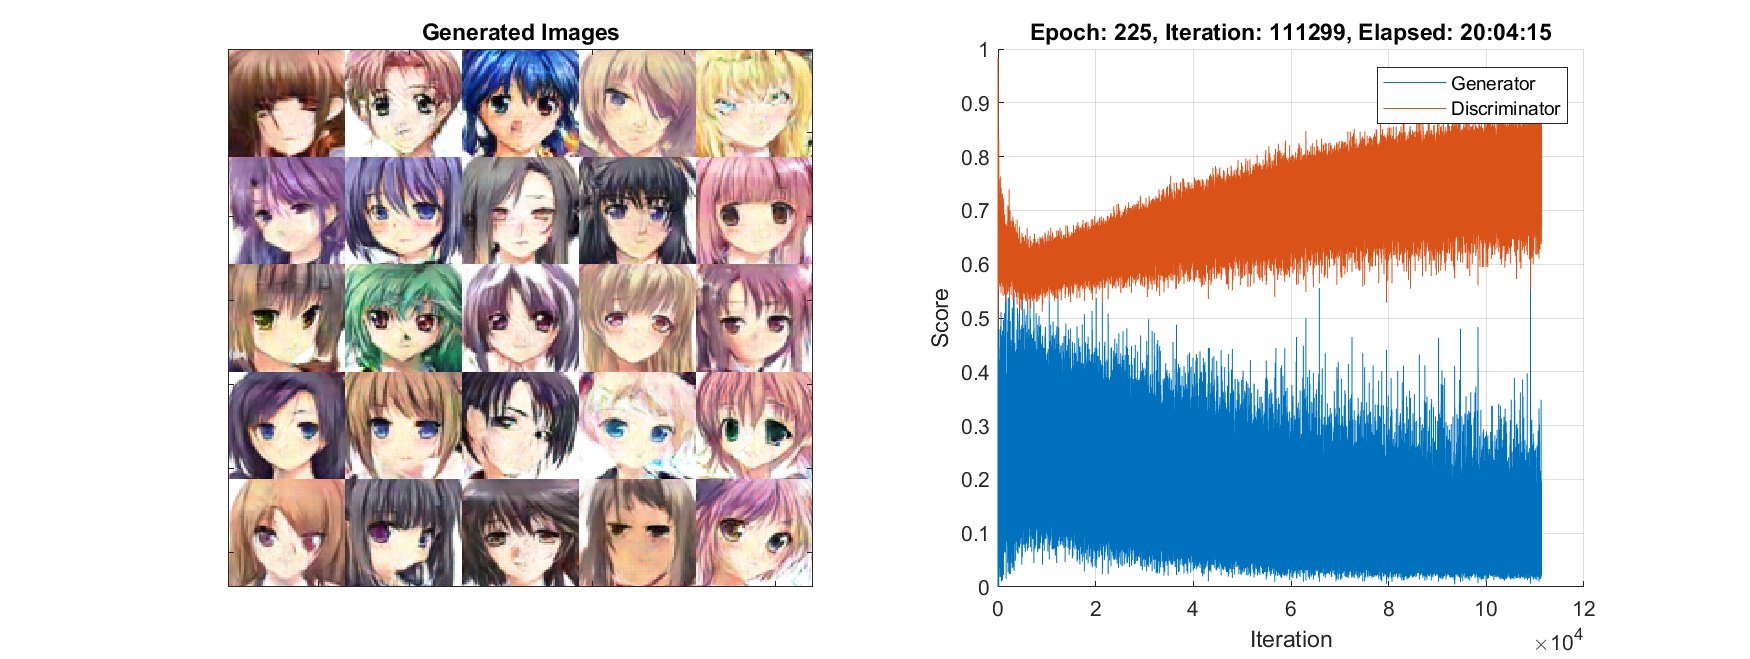 Generated Images
Epoch: 225, Iteration: 111299, Elapsed: 20:04:15
Generator
Discriminator
1
0.9
0.8
0.7
0.6
0.5
0.4
0.3
0.2
0.1
0
Score
0 2 4 6 8 10 12
Iteration
×10⁴